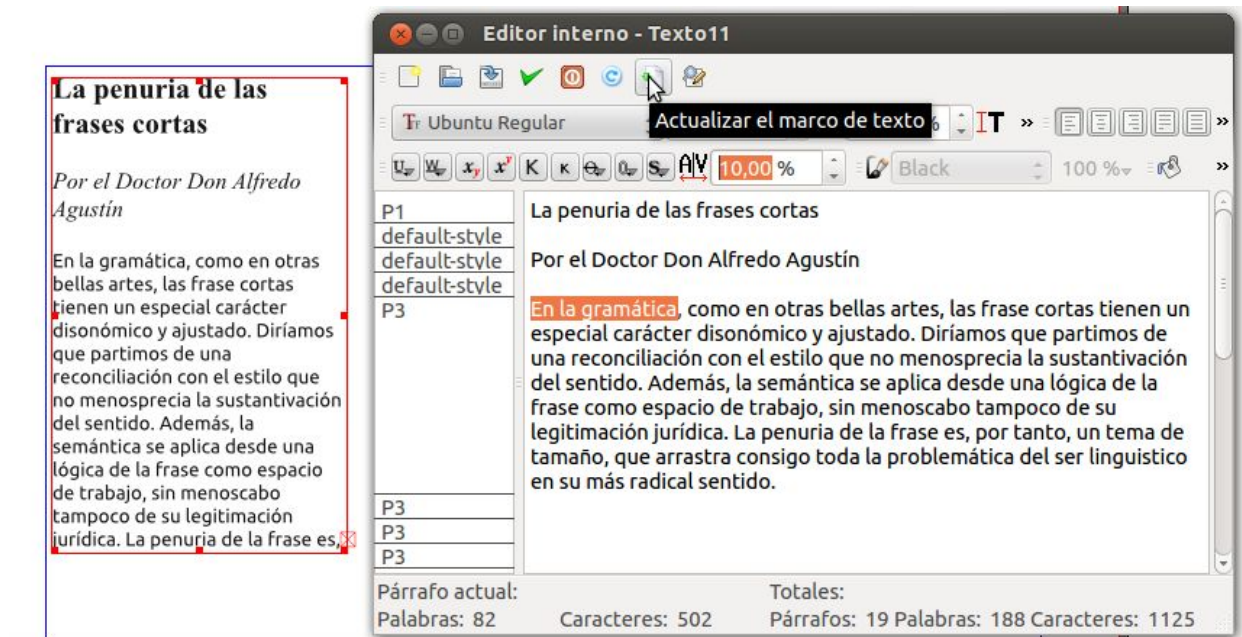 La penuria de las
frases cortas
Por el Doctor Don Alfredo
Agustín
En la gramática, como en otras
bellas artes, las frase cortas
tienen un especial carácter
disonómico y ajustado. Diríamos
que partimos de una
reconciliación con el estilo que
no menosprecia la sustantivación
del sentido. Además, la
semántica se aplica desde una
lógica de la frase como espacio
de trabajo, sin menoscabo
tampoco de su legitimación
jurídica. La penuria de la frase es,
Editor interno - Texto11
Tr Ubuntu Regular
Actualizar el marco de texto
% IT »
»
U W x y x y K K O U S A|V 10,00 % Black 100 % »
P1 La penuria de las frases cortas
default-style
default-style Por el Doctor Don Alfredo Agustín
default-style
P3 En la gramática, como en otras bellas artes, las frase cortas tienen un
especial carácter disonómico y ajustado. Diríamos que partimos de
una reconciliación con el estilo que no menosprecia la sustantivación
del sentido. Además, la semántica se aplica desde una lógica de la
frase como espacio de trabajo, sin menoscabo tampoco de su
legitimación jurídica. La penuria de la frase es, por tanto, un tema de
tamaño, que arrastra consigo toda la problemática del ser linguistico
en su más radical sentido.
P3
P3
P3
Párrafo actual: Totales:
Palabras: 82 Caracteres: 502 Párrafos: 19 Palabras: 188 Caracteres: 1125